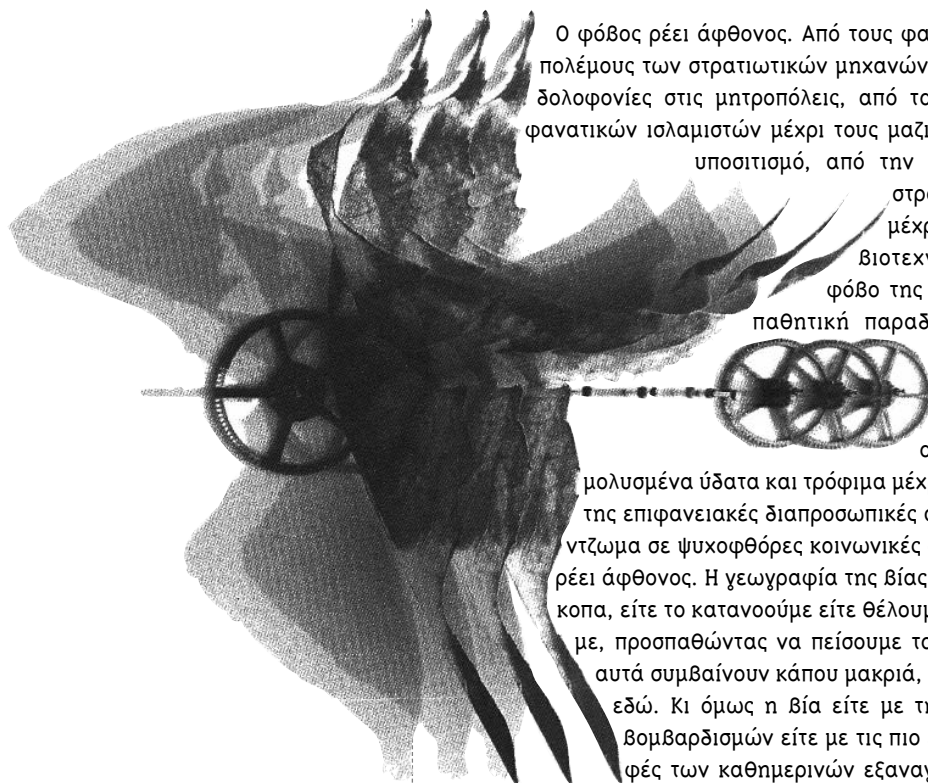 Ο φόβος ρέει άφθονος. Από τους φα
πολέμους των στρατιωτικών μηχανών
δολοφονίες στις μητροπόλεις, από το
φανατικών ισλαμιστών μέχρι τους μαζι
υποσιτισμό, από την
στρ
μέχρ
βιοτεχν
φόβο της
παθητική παραδ
μολυσμένα ύδατα και τρόφιμα μέχ
της επιφανειακές διαπροσωπικές
ντζωμα σε ψυχοφθόρες κοινωνικές
ρέει άφθονος. Η γεωγραφία της βίας
κοπα, είτε το κατανοούμε είτε θέλουμ
με, προσπαθώντας να πείσουμε το
αυτά συμβαίνουν κάπου μακριά,
εδώ. Κι όμως η βία είτε με τη
βομβαρδισμών είτε με τις πιο
φές των καθημερινών εξαναγ